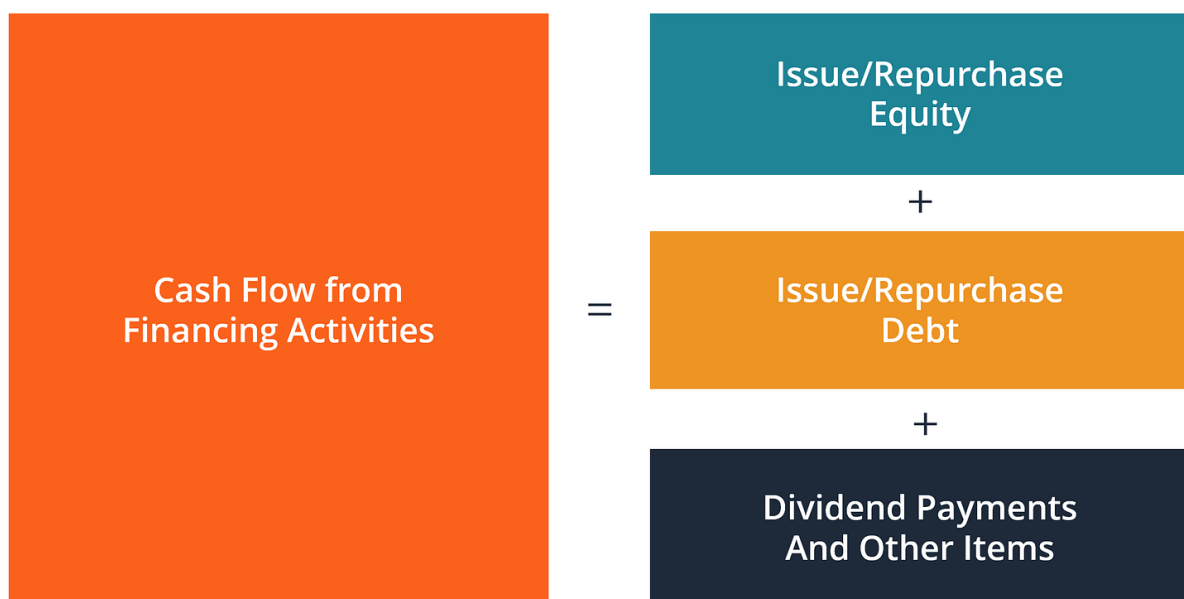 Cash Flow from
Financing Activities
=
Issue/Repurchase
Equity
+
Issue/Repurchase
Debt
+
Dividend Payments
And Other Items